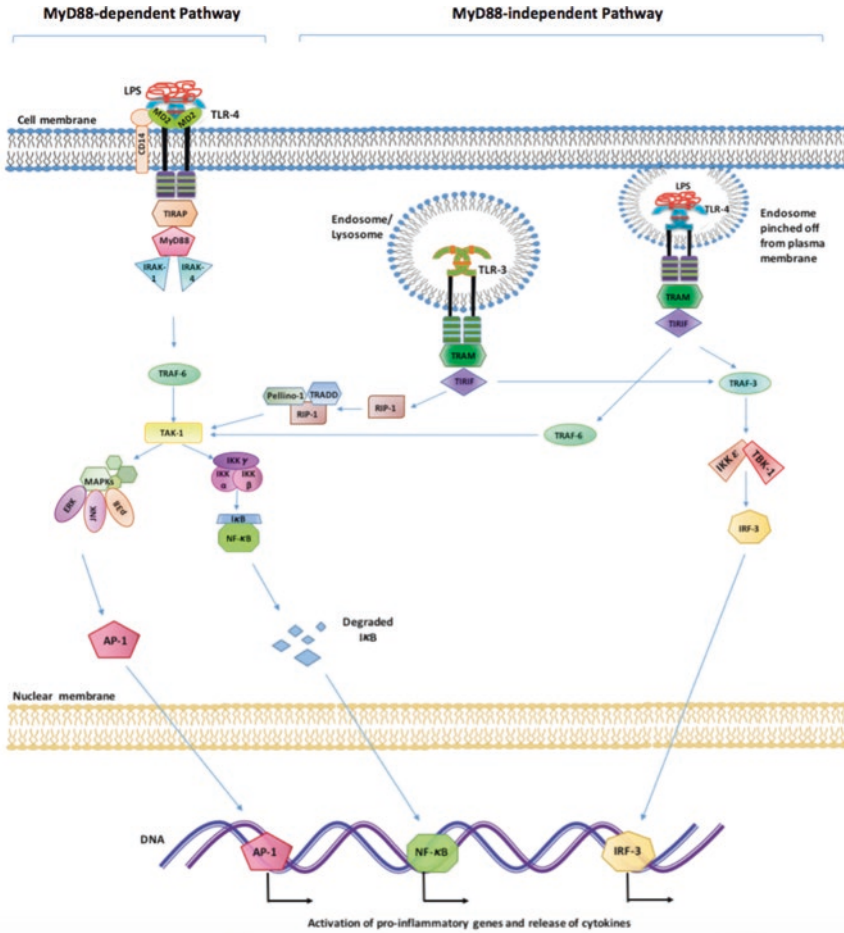 MyD88-dependent Pathway
MyD88-independent Pathway
LPS
MD2
MD2
TLR-4
Cell membrane
CD14
TIRAP
MyD88
IRAK-
1
IRAK-
4
TRAF-6
TAK-1
Endosome/
Lysosome
TLR-3
TRAM
TIRIF
LPS
TLR-4
Endosome
pinched off
from plasma
membrane
TRAM
TIRIF
Pellino-1
TRADD
RIP-1
RIP-1
TRAF-6
TRAF-3
IKK ε
TBK-1
IRF-3
MAPKs
ERK
JNK
p38
IKK γ
IKK
α
IKK
β
IκB
NF-κB
AP-1
Degraded
IκB
Nuclear membrane
DNA
AP-1
NF-κB
IRF-3
Activation of pro-inflammatory genes and release of cytokines